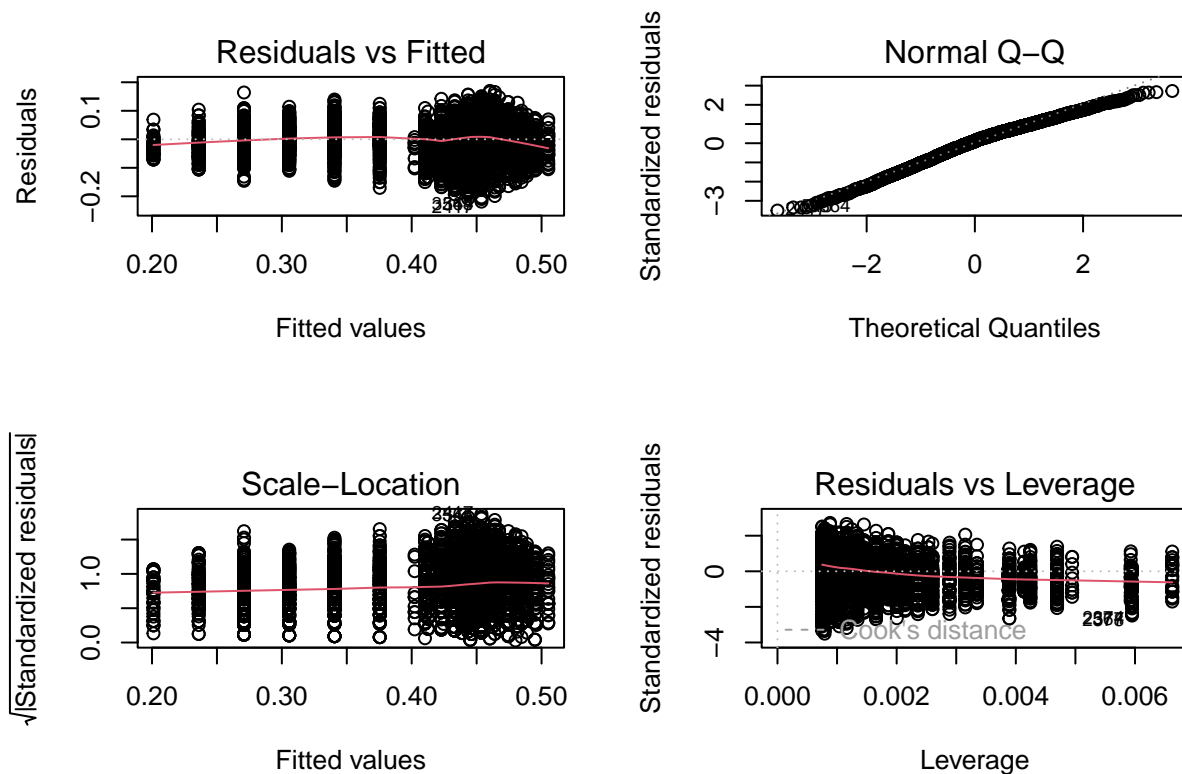 Residuals vs Fitted
Residuals
0.1
−0.2
0.20 0.30 0.40 0.50
Fitted values
Normal Q−Q
Standardized residuals
2
0
−3
−2 0 2
Theoretical Quantiles
Scale−Location
√|Standardized residuals|
1.0
0.0
0.20 0.30 0.40 0.50
Fitted values
Residuals vs Leverage
Standardized residuals
0
−4
Cook's distance
0.000 0.002 0.004 0.006
Leverage